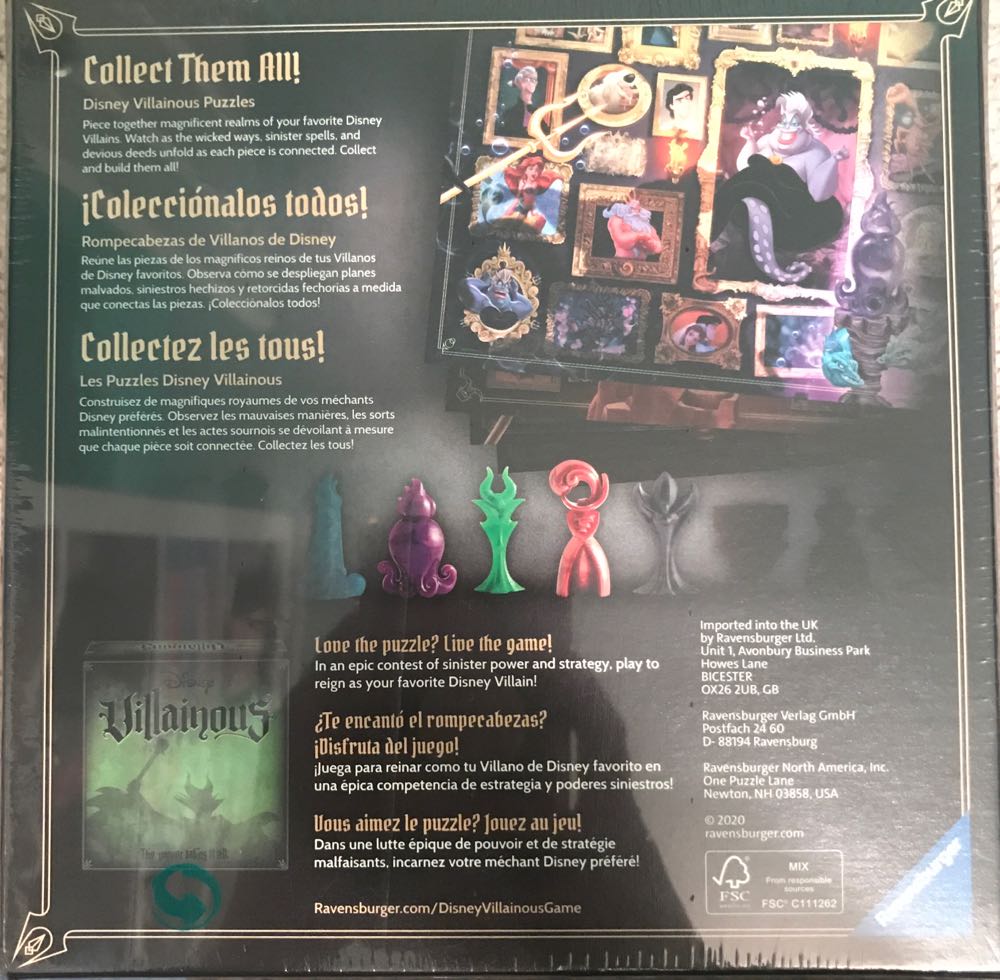 Collect Them All!
Disney Villainous Puzzles
Piece together magnificent realms of your favorite Disney
Villains. Watch as the wicked ways, sinister spells, and
devious deeds unfold as each piece is connected. Collect
and build them all!
¡Colecciónalos todos!
Rompecabezas de Villanos de Disney
Reúne las piezas de los magníficos reinos de tus Villanos
de Disney favoritos. Observa cómo se despliegan planes
malvados, siniestros hechizos y retorcidas fechorías a medida
que conectas las piezas. ¡Colecciónalos todos!
Collectez les tous!
Les Puzzles Disney Villainous
Construisez de magnifiques royaumes de vos méchants
Disney préférés. Observez les mauvaises manières, les sorts
malintentionnés et les actes sournois se dévoilant à mesure
que chaque pièce soit connectée. Collectez les tous!
Disney
Villainous
The power takes it all.
Love the puzzle? Live the game!
In an epic contest of sinister power and strategy, play to
reign as your favorite Disney Villain!
¿Te encantó el rompecabezas?
¡Disfruta del juego!
¡Juega para reinar como tu Villano de Disney favorito en
una épica competencia de estrategia y poderes siniestros!
Vous aimez le puzzle? Jouez au jeu!
Dans une lutte épique de pouvoir et de stratégie
malfaisants, incarnez votre méchant Disney préféré!
Ravensburger.com/DisneyVillainousGame
Imported into the UK
by Ravensburger Ltd.
Unit 1, Avonbury Business Park
Howes Lane
BICESTER
OX26 2UB, GB
Ravensburger Verlag GmbH
Postfach 24 60
D- 88194 Ravensburg
Ravensburger North America, Inc.
One Puzzle Lane
Newton, NH 03858, USA
© 2020
ravensburger.com
FSC
MIX
From responsible
sources
FSC® C111262
Ravensburger